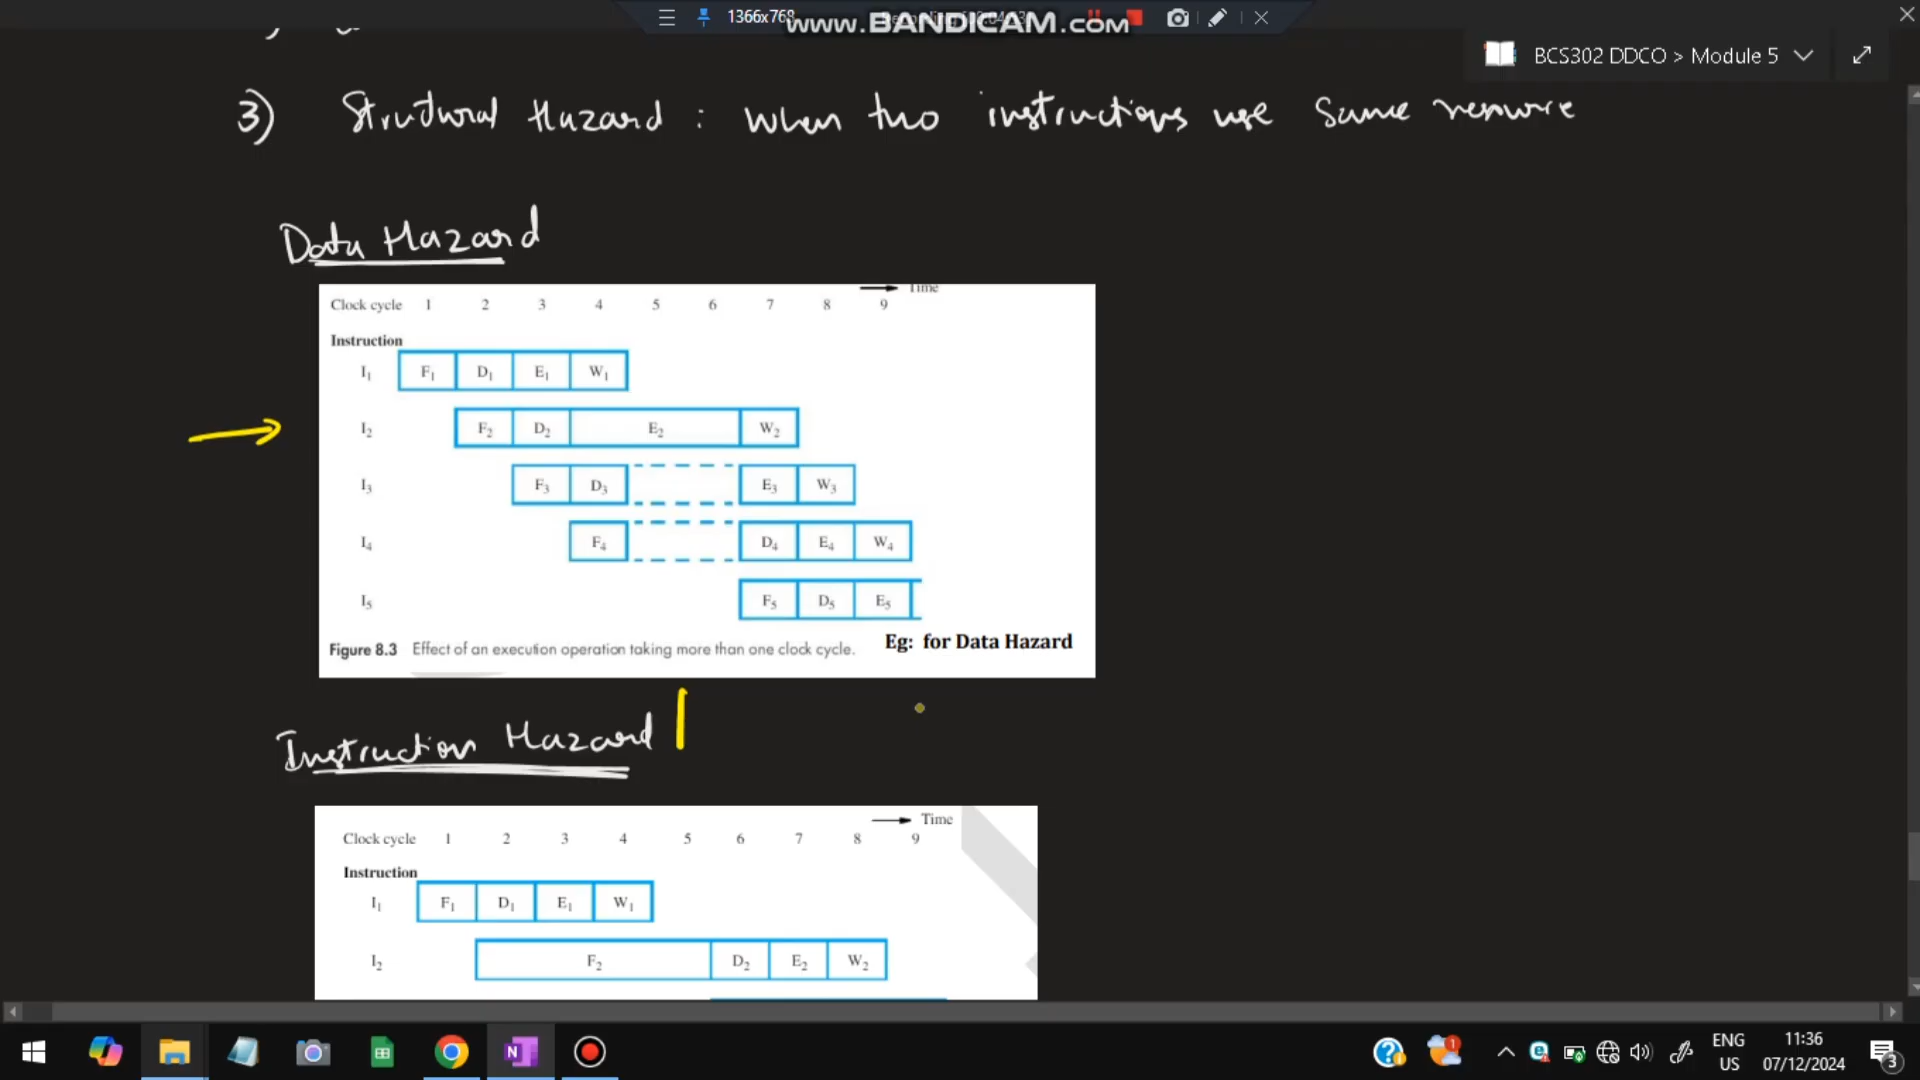 1366x768
www.BANDICAM.com
BCS302 DDCO > Module 5
3) Structural Hazard : when two instructions use same resource
Data Hazard
Time
Clock cycle 1 2 3 4 5 6 7 8 9
Instruction
I1 F1 D1 E1 W1
I2 F2 D2 E2 W2
I3 F3 D3 E3 W3
I4 F4 D4 E4 W4
I5 F5 D5 E5
Figure 8.3 Effect of an execution operation taking more than one clock cycle. Eg: for Data Hazard
Instruction Hazard
Time
Clock cycle 1 2 3 4 5 6 7 8 9
Instruction
I1 F1 D1 E1 W1
I2 F2 D2 E2 W2
ENG 11:36
US 07/12/2024 3